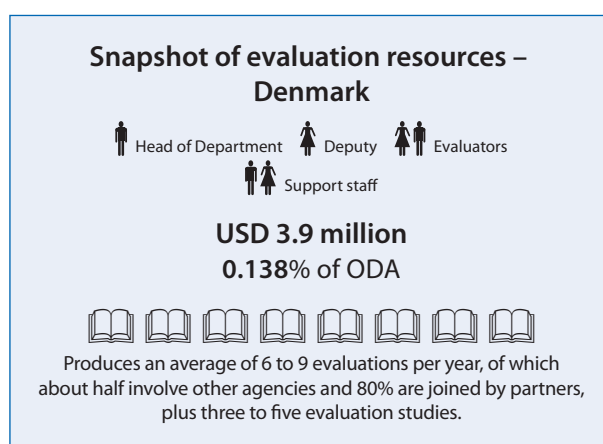 Snapshot of evaluation resources –
Denmark
Head of Department Deputy Evaluators
Support staff
USD 3.9 million
0.138% of ODA
Produces an average of 6 to 9 evaluations per year, of which
about half involve other agencies and 80% are joined by partners,
plus three to five evaluation studies.